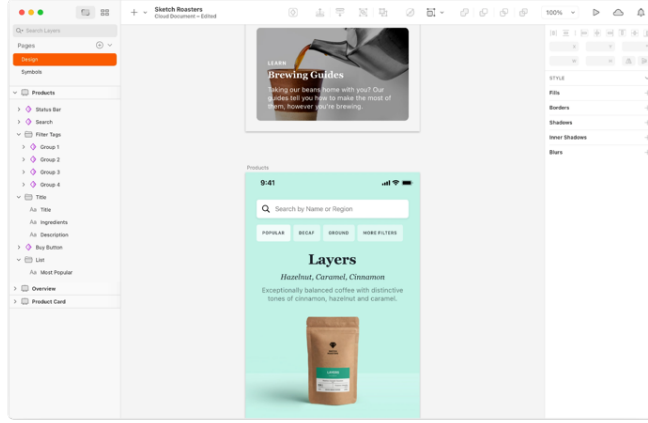 Sketch Roasters
Cloud Document — Edited
100%
Search Layers
Pages
Design
Symbols
Products
Status Bar
Search
Filter Tags
Group 1
Group 2
Group 3
Group 4
Title
Aa Title
Aa Ingredients
Aa Description
Buy Button
List
Aa Most Popular
Overview
Product Card
LEARN
Brewing Guides
Taking our beans home with you? Our
guides tell you how to make the most of
them, however you're brewing.
Products
9:41
Search by Name or Region
POPULAR DECAF GROUND MORE FILTERS
Layers
Hazelnut, Caramel, Cinnamon
Exceptionally balanced coffee with distinctive
tones of cinnamon, hazelnut and caramel.
LAYERS
STYLE
Fills
Borders
Shadows
Inner Shadows
Blurs